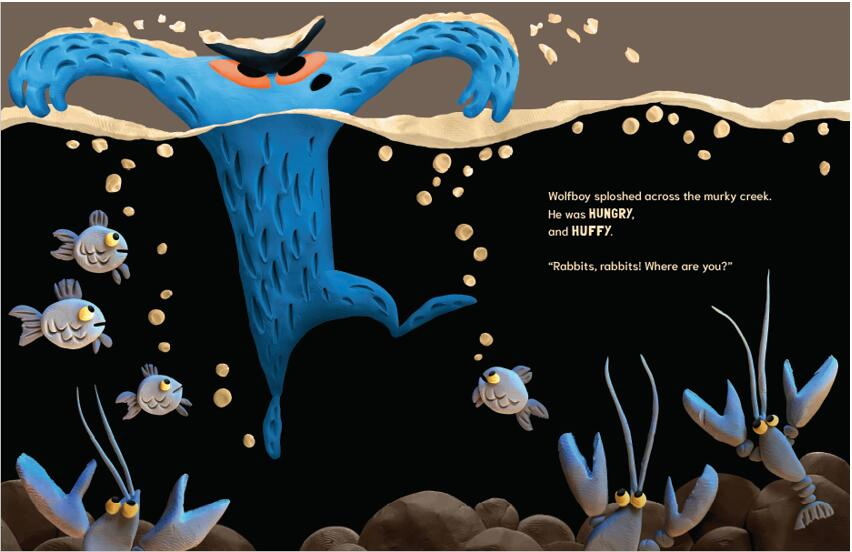 Wolfboy sploshed across the murky creek.
He was HUNGRY,
and HUFFY.
“Rabbits, rabbits! Where are you?”